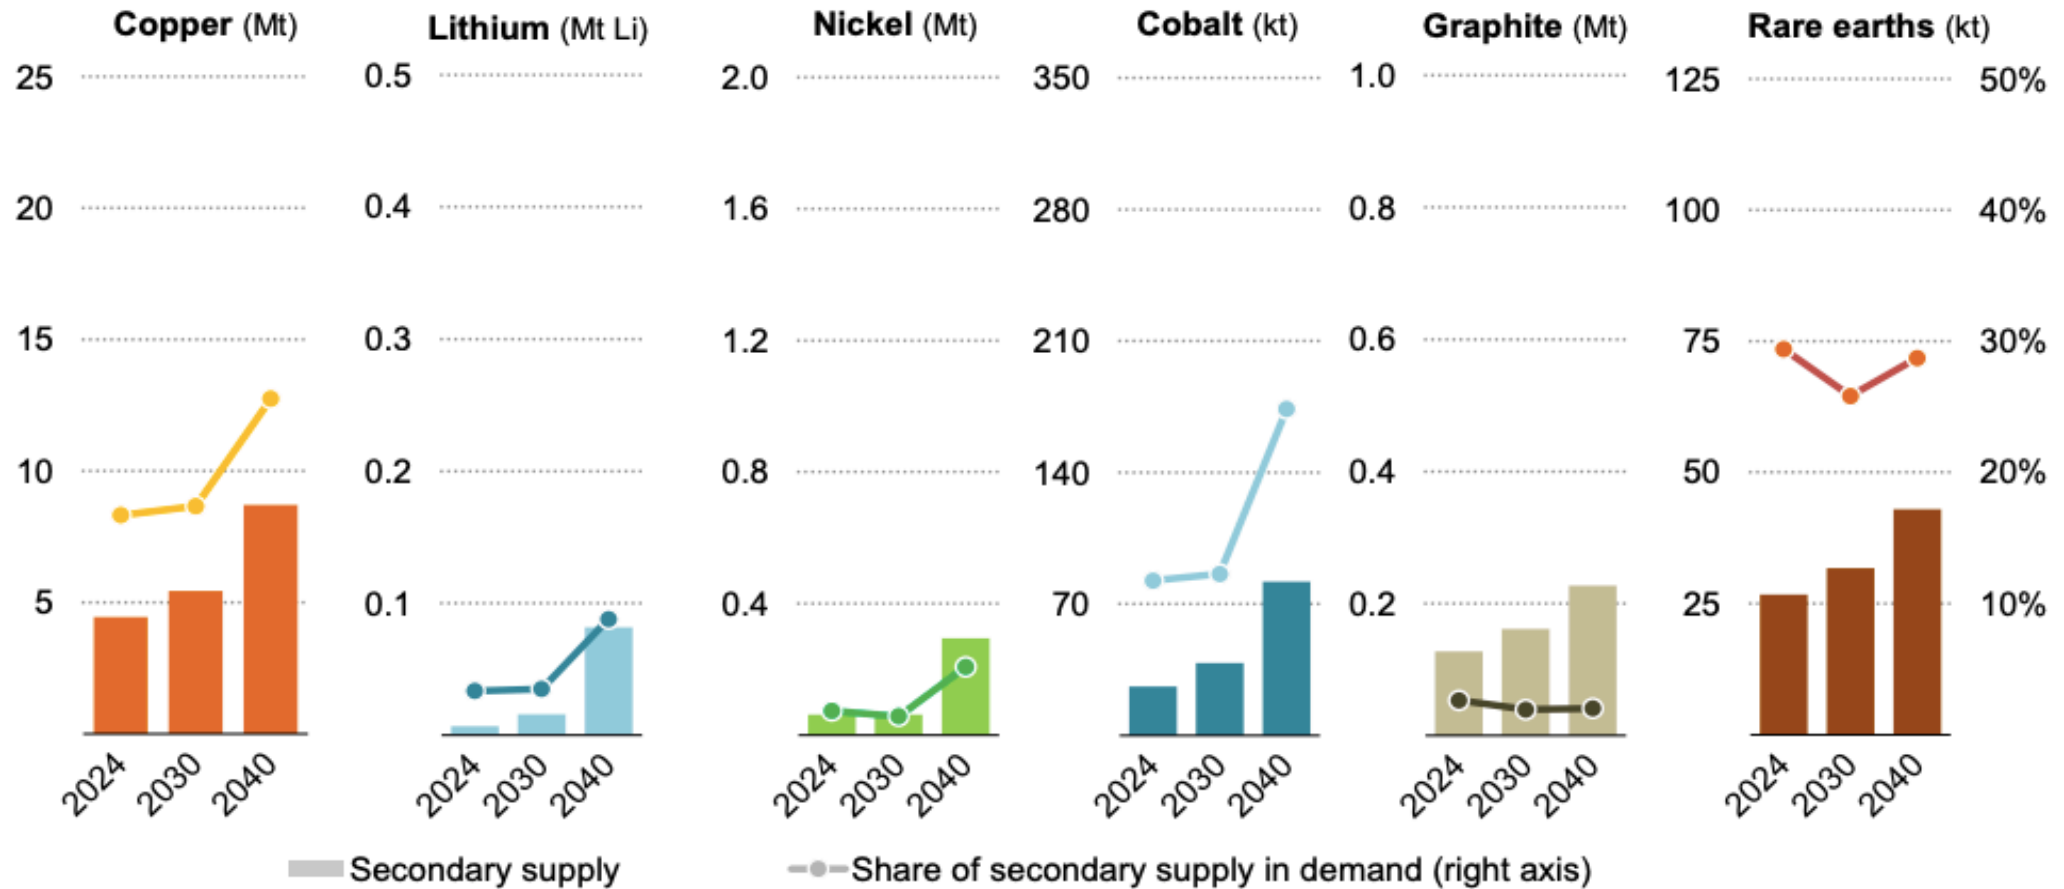 Copper (Mt) Lithium (Mt Li) Nickel (Mt) Cobalt (kt) Graphite (Mt) Rare earths (kt)
25 0.5 2.0 350 1.0 125 50%
20 0.4 1.6 280 0.8 100 40%
15 0.3 1.2 210 0.6 75 30%
10 0.2 0.8 140 0.4 50 20%
5 0.1 0.4 70 0.2 25 10%
2024 2030 2040 2024 2030 2040 2024 2030 2040 2024 2030 2040 2024 2030 2040 2024 2030 2040
Secondary supply Share of secondary supply in demand (right axis)